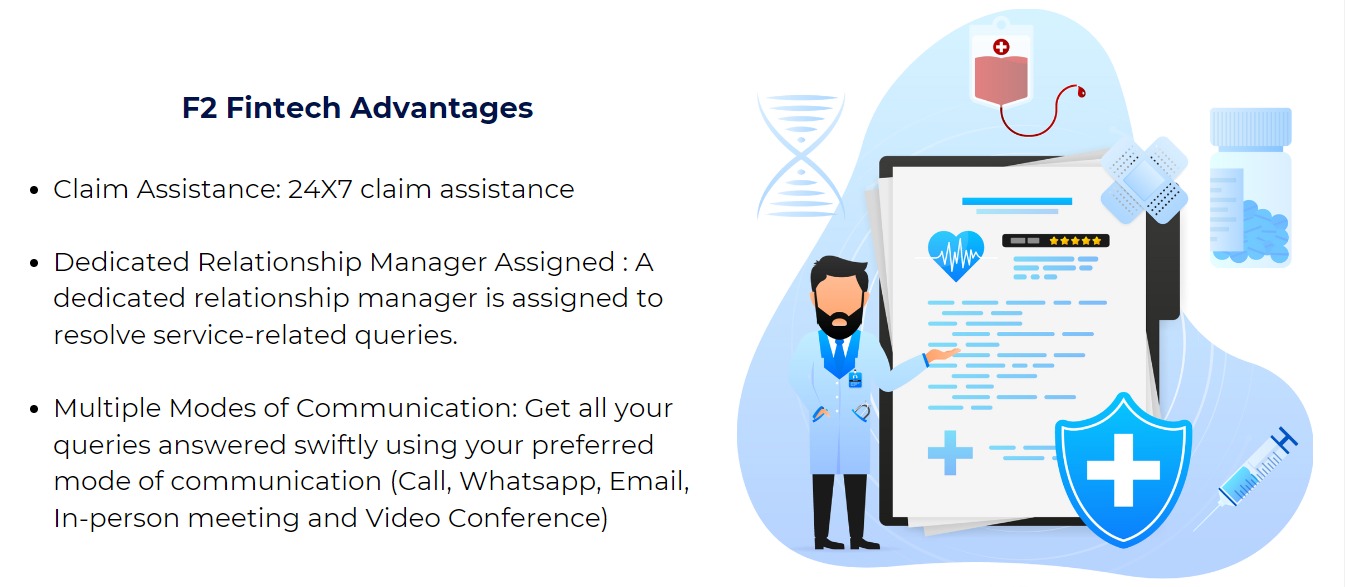 F2 Fintech Advantages
• Claim Assistance: 24X7 claim assistance
• Dedicated Relationship Manager Assigned : A
dedicated relationship manager is assigned to
resolve service-related queries.
• Multiple Modes of Communication: Get all your
queries answered swiftly using your preferred
mode of communication (Call, Whatsapp, Email,
In-person meeting and Video Conference)